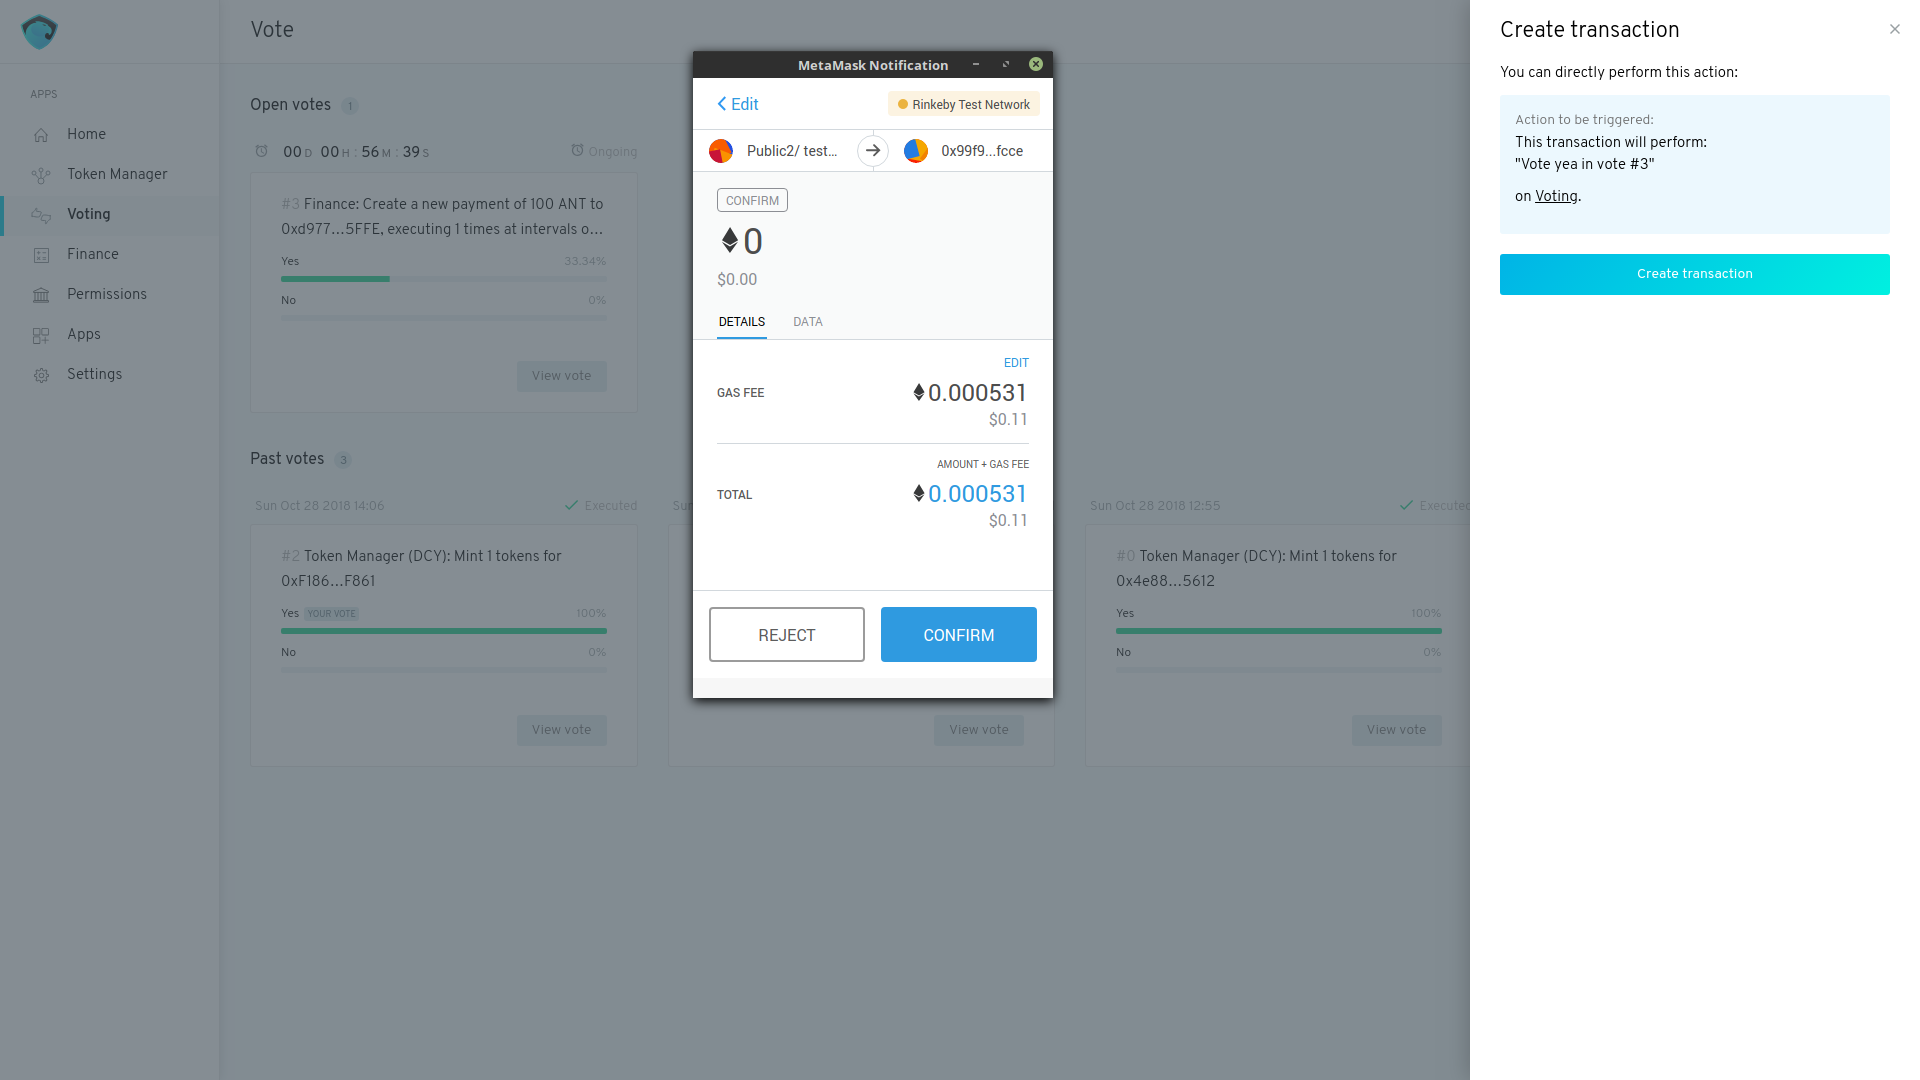 Vote
APPS
Home
Token Manager
Voting
Finance
Permissions
Apps
Settings
Open votes 1
00 D 00 H : 56 M : 39 S
Ongoing
#3 Finance: Create a new payment of 100 ANT to
0xd977…5FFE, executing 1 times at intervals o…
Yes 33.34%
No 0%
View vote
Past votes 3
Sun Oct 28 2018 14:06 Executed
#2 Token Manager (DCY): Mint 1 tokens for
0xF186…F861
Yes YOUR VOTE 100%
No 0%
View vote
View vote
Sun Oct 28 2018 12:55 Executed
#0 Token Manager (DCY): Mint 1 tokens for
0x4e88…5612
Yes 100%
No 0%
View vote
MetaMask Notification
Edit
Rinkeby Test Network
Public2/ test...
0x99f9...fcce
CONFIRM
0
$0.00
DETAILS DATA
EDIT
GAS FEE 0.000531
$0.11
AMOUNT + GAS FEE
TOTAL 0.000531
$0.11
REJECT CONFIRM
Create transaction
You can directly perform this action:
Action to be triggered:
This transaction will perform:
"Vote yea in vote #3"
on Voting.
Create transaction